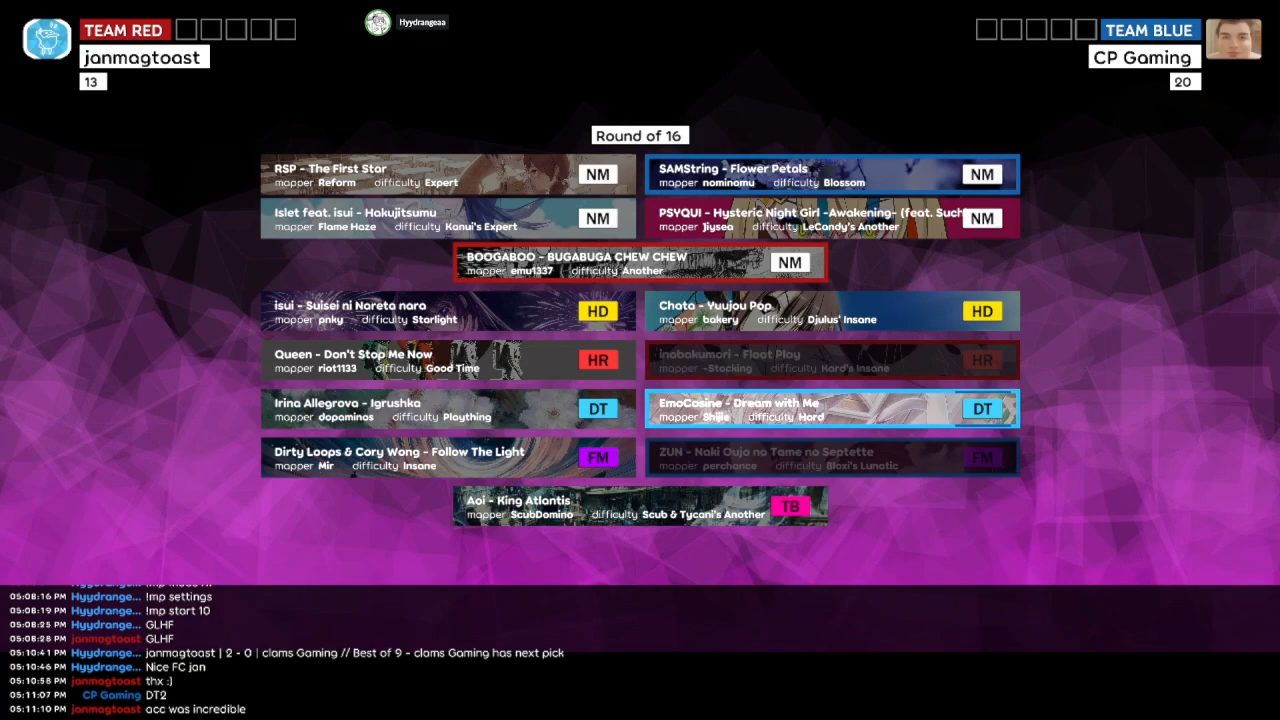 Hyydrangeaa
TEAM RED
janmagtoast
13
TEAM BLUE
CP Gaming
20
Round of 16
RSP - The First Star
mapper Reform difficulty Expert
NM
SAMString - Flower Petals
mapper nominomu difficulty Blossom
NM
Islet feat. isui - Hakujitsumu
mapper Flame Haze difficulty Kanui's Expert
NM
PSYQUI - Hysteric Night Girl -Awakening- (feat. Such
mapper Jiysea difficulty LeCandy's Another
NM
BOOGABOO - BUGABUGA CHEW CHEW
mapper emu1337 difficulty Another
NM
isui - Suisei ni Nareta nara
mapper pnky difficulty Starlight
HD
Chata - Yuujou Pop
mapper bakery difficulty Djulus' Insane
HD
Queen - Don't Stop Me Now
mapper riot1133 difficulty Good Time
HR
inabakumori - Float Play
mapper -Stacking difficulty Kard's Insane
HR
Irina Allegrova - Igrushka
mapper dopaminos difficulty Plaything
DT
EmoCosine - Dream with Me
mapper Shiie difficulty Hard
DT
Dirty Loops & Cory Wong - Follow The Light
mapper Mir difficulty Insane
FM
ZUN - Naki Oujo no Tame no Septette
mapper perchance difficulty Bloxi's Lunatic
FM
Aoi - King Atlantis
mapper ScubDomino difficulty Scub & Tycani's Another
TB
05:08:16 PM Hyydrange... !mp settings
05:08:19 PM Hyydrange... !mp start 10
05:08:25 PM Hyydrange... GLHF
05:08:28 PM janmagtoast GLHF
05:10:41 PM Hyydrange... janmagtoast | 2 - 0 | clams Gaming // Best of 9 - clams Gaming has next pick
05:10:46 PM Hyydrange... Nice FC jan
05:10:58 PM janmagtoast thx :)
05:11:07 PM CP Gaming DT2
05:11:10 PM janmagtoast acc was incredible